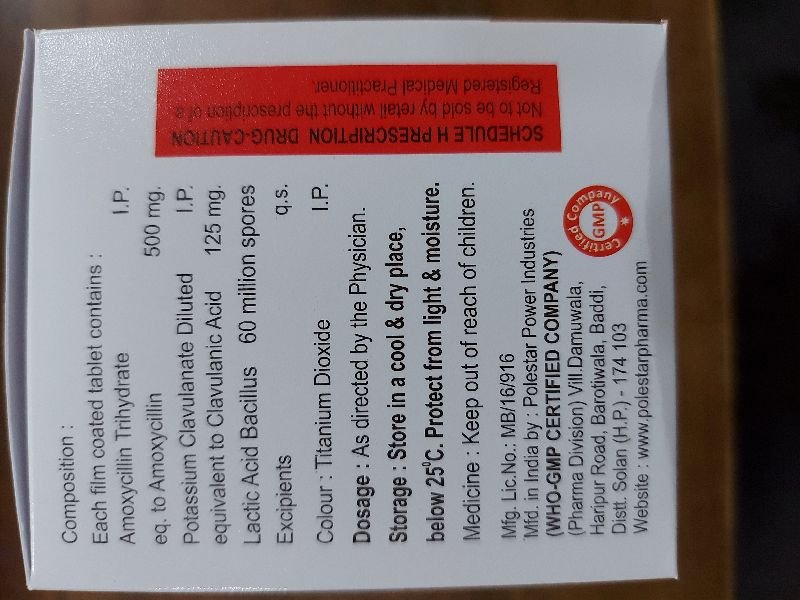 Composition :
Each film coated tablet contains :
Amoxycillin Trihydrate I.P.
eq. to Amoxycillin 500 mg.
Potassium Clavulanate Diluted I.P.
equivalent to Clavulanic Acid 125 mg.
Lactic Acid Bacillus 60 million spores
Excipients q.s.
Colour : Titanium Dioxide I.P.
Dosage : As directed by the Physician.
Storage : Store in a cool & dry place,
below 25°C. Protect from light & moisture.
Medicine : Keep out of reach of children.
Mfg. Lic.No.: MB/16/916
Mfd. in India by : Polestar Power Industries
(WHO-GMP CERTIFIED COMPANY)
(Pharma Division) Vill.Damuwala,
Haripur Road, Barotiwala, Baddi,
Distt. Solan (H.P.) - 174 103
Website : www.polestarpharma.com
Certified Company
GMP
SCHEDULE H PRESCRIPTION DRUG-CAUTION
Not to be sold by retail without the prescription of a
Registered Medical Practitioner.